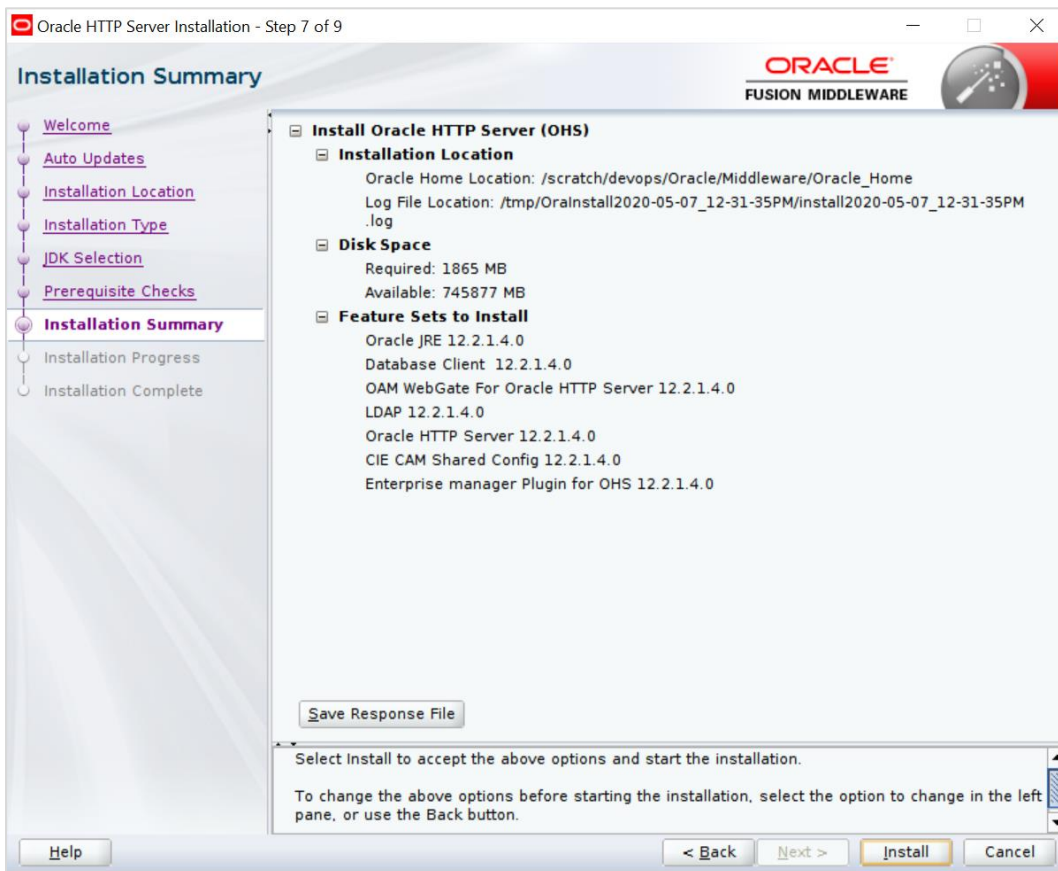 Oracle HTTP Server Installation - Step 7 of 9
Installation Summary
ORACLE
FUSION MIDDLEWARE
Welcome
Auto Updates
Installation Location
Installation Type
JDK Selection
Prerequisite Checks
Installation Summary
Installation Progress
Installation Complete
Install Oracle HTTP Server (OHS)
Installation Location
Oracle Home Location: /scratch/devops/Oracle/Middleware/Oracle_Home
Log File Location: /tmp/OraInstall2020-05-07_12-31-35PM/install2020-05-07_12-31-35PM
.log
Disk Space
Required: 1865 MB
Available: 745877 MB
Feature Sets to Install
Oracle JRE 12.2.1.4.0
Database Client 12.2.1.4.0
OAM WebGate For Oracle HTTP Server 12.2.1.4.0
LDAP 12.2.1.4.0
Oracle HTTP Server 12.2.1.4.0
CIE CAM Shared Config 12.2.1.4.0
Enterprise manager Plugin for OHS 12.2.1.4.0
Save Response File
Select Install to accept the above options and start the installation.
To change the above options before starting the installation, select the option to change in the left
pane, or use the Back button.
Help
< Back
Next >
Install
Cancel